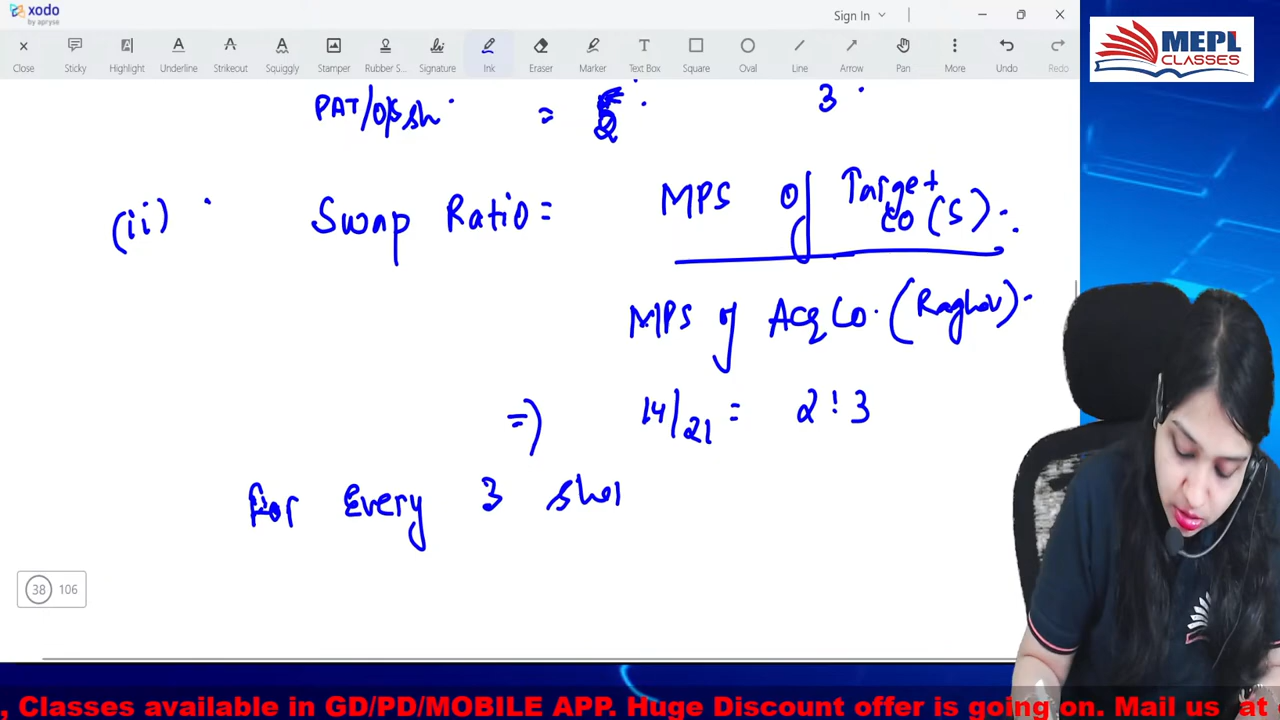 xodo
by apryse
Sign In
Close Sticky Highlight Underline Strikeout Squiggly Stamper Rubber Signature Ink Eraser Marker Text Box Square Oval Line Arrow Pan More Undo Redo
MEPL
CLASSES
PAT/O/S sh = 3
(ii) Swap Ratio = MPS of Target Co (S)
MPS of Acq Co. (Raghav)
=) 14/21 = 2:3
For Every 3 sha
38 106
, Classes available in GD/PD/MOBILE APP. Huge Discount offer is going on. Mail us at